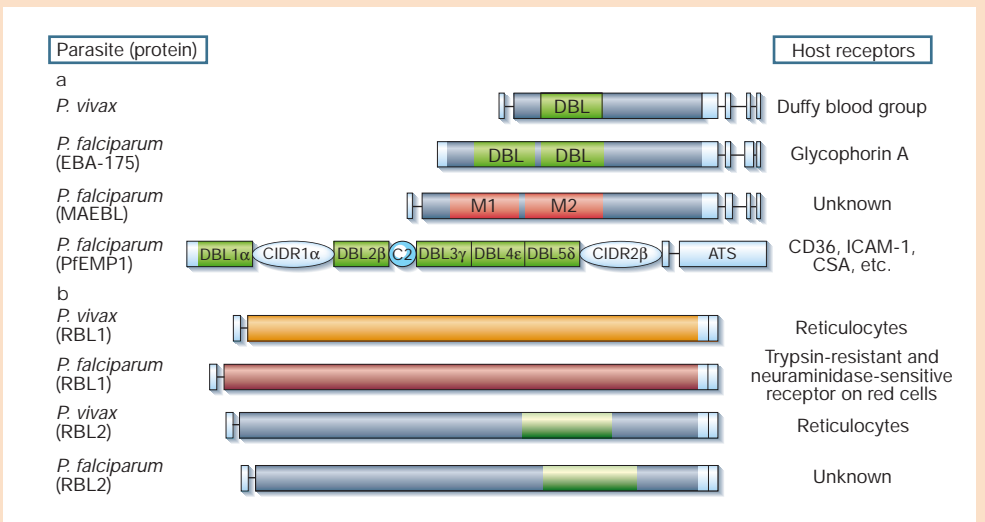 Parasite (protein)
Host receptors
a
P. vivax
DBL
Duffy blood group
P. falciparum
(EBA-175)
DBL
DBL
Glycophorin A
P. falciparum
(MAEBL)
M1
M2
Unknown
P. falciparum
(PfEMP1)
DBL1α
CIDR1α
DBL2β
C2
DBL3γ
DBL4ε
DBL5δ
CIDR2β
ATS
CD36, ICAM-1,
CSA, etc.
b
P. vivax
(RBL1)
Reticulocytes
P. falciparum
(RBL1)
Trypsin-resistant and
neuraminidase-sensitive
receptor on red cells
P. vivax
(RBL2)
Reticulocytes
P. falciparum
(RBL2)
Unknown